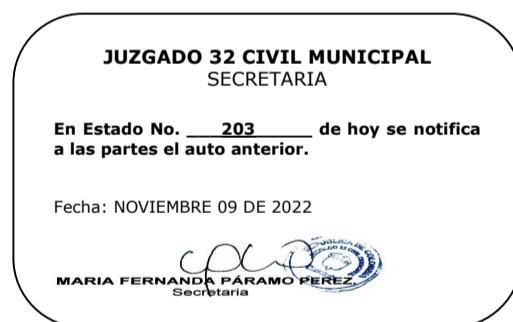 JUZGADO 32 CIVIL MUNICIPAL
SECRETARIA
En Estado No. ___203______ de hoy se notifica
a las partes el auto anterior.
Fecha: NOVIEMBRE 09 DE 2022
MARIA FERNANDA PÁRAMO PEREZ
Secretaria